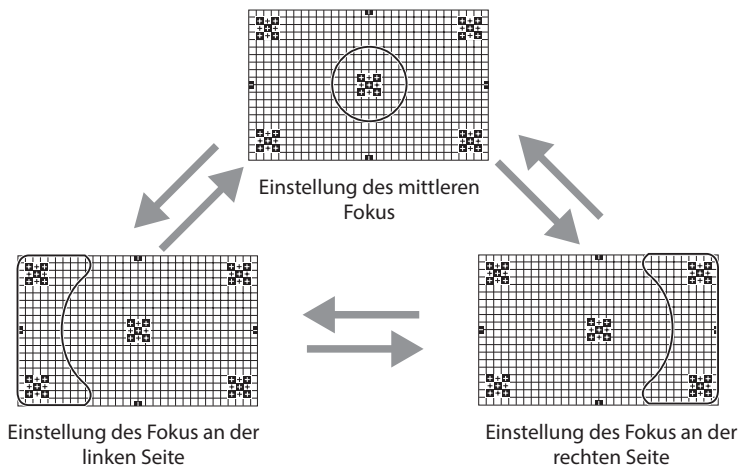 Einstellung des mittleren
Fokus
Einstellung des Fokus an der
linken Seite
Einstellung des Fokus an der
rechten Seite